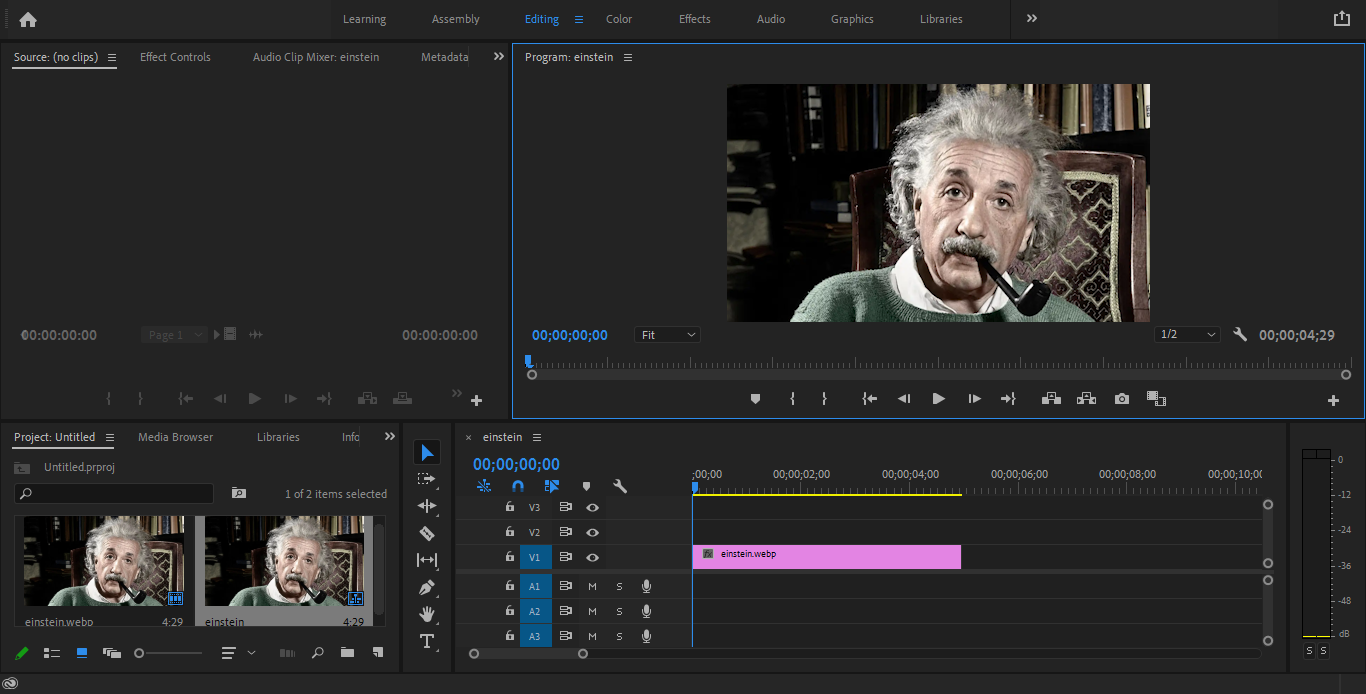 Learning Assembly Editing Color Effects Audio Graphics Libraries
Source: (no clips) Effect Controls Audio Clip Mixer: einstein Metadata
Program: einstein
00:00:00:00 Page 1 00:00:00:00
00;00;00;00 Fit 1/2 00;00;04;29
Project: Untitled Media Browser Libraries Info
Untitled.prproj
1 of 2 items selected
einstein.webp 4:29 einstein 4:29
× einstein
00;00;00;00
;00;00 00;00;02;00 00;00;04;00 00;00;06;00 00;00;08;00 00;00;10;00
V3
V2
V1 fx einstein.webp
A1 M S
A2 M S
A3 M S
0
-12
-24
-36
-48
dB
S S